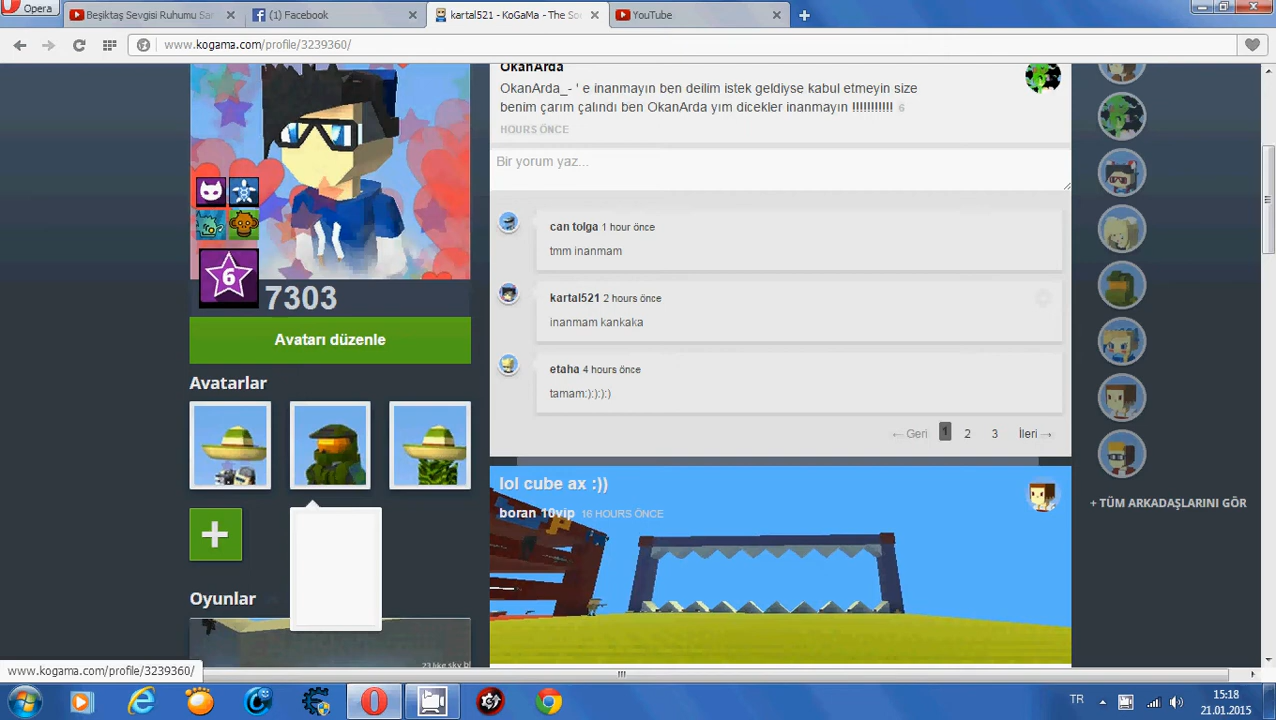 Opera
Beşiktaş Sevgisi Ruhumu Sar
(1) Facebook
kartal521 - KoGaMa - The So
YouTube
www.kogama.com/profile/3239360/
OkanArda
OkanArda_- ' e inanmayın ben deilim istek geldiyse kabul etmeyin size
benim çarım çalındı ben OkanArda yım dicekler inanmayın !!!!!!!!!!! 6
HOURS ÖNCE
Bir yorum yaz...
can tolga 1 hour önce
tmm inanmam
kartal521 2 hours önce
inanmam kankaka
etaha 4 hours önce
tamam:):):):)
← Geri 1 2 3 İleri →
6
7303
Avatarı düzenle
Avatarlar
Oyunlar
lol cube ax :))
boran 10vip 16 HOURS ÖNCE
+ TÜM ARKADAŞLARINI GÖR
www.kogama.com/profile/3239360/
TR
15:18
21.01.2015